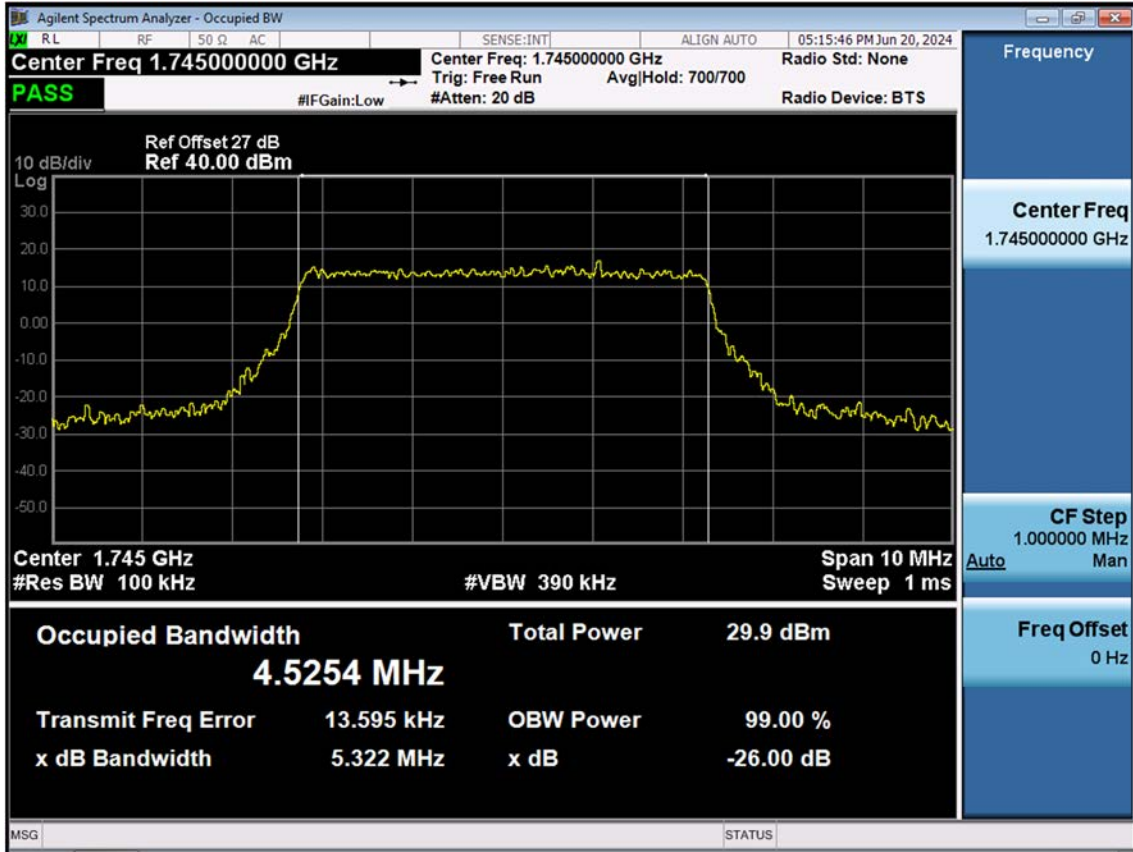 Agilent Spectrum Analyzer - Occupied BW
LXI RL RF 50 Ω AC SENSE:INT ALIGN AUTO 05:15:46 PM Jun 20, 2024
Center Freq 1.745000000 GHz Center Freq: 1.745000000 GHz Radio Std: None
Trig: Free Run Avg|Hold: 700/700
PASS #IFGain:Low #Atten: 20 dB Radio Device: BTS
Ref Offset 27 dB
10 dB/div Ref 40.00 dBm
Log
30.0
20.0
10.0
0.00
-10.0
-20.0
-30.0
-40.0
-50.0
Center 1.745 GHz Span 10 MHz
#Res BW 100 kHz #VBW 390 kHz Sweep 1 ms
Occupied Bandwidth Total Power 29.9 dBm
4.5254 MHz
Transmit Freq Error 13.595 kHz OBW Power 99.00 %
x dB Bandwidth 5.322 MHz x dB -26.00 dB
MSG STATUS
Frequency
Center Freq
1.745000000 GHz
CF Step
1.000000 MHz
Auto Man
Freq Offset
0 Hz